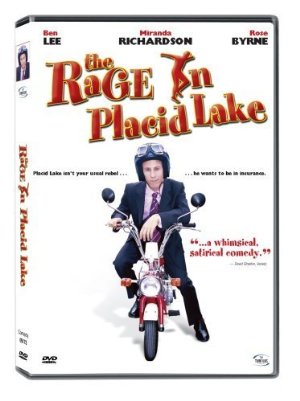 Ben
LEE
Miranda
RICHARDSON
Rose
BYRNE
the
RAGE In
Placid Lake
Placid Lake isn't your usual rebel . . .
. . . he wants to be in insurance.
"...a whimsical,
satirical comedy."
DVD
the RAGE In Placid Lake
DVD